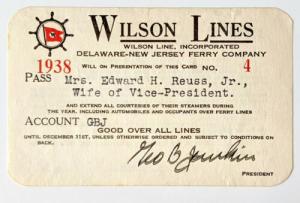 WILSON LINES
WILSON LINE, INCORPORATED
DELAWARE-NEW JERSEY FERRY COMPANY
1938 WILL ON PRESENTATION OF THIS CARD NO. 4
PASS Mrs. Edward H. Reuss, Jr.,
Wife of Vice-President.
AND EXTEND ALL COURTESIES OF THEIR STEAMERS DURING
THE YEAR, INCLUDING AUTOMOBILES AND OCCUPANTS OVER FERRY LINES
ACCOUNT GBJ
GOOD OVER ALL LINES
UNTIL DECEMBER 31ST, UNLESS OTHERWISE ORDERED AND SUBJECT TO CONDITIONS ON
BACK.
Geo B Junkin
PRESIDENT